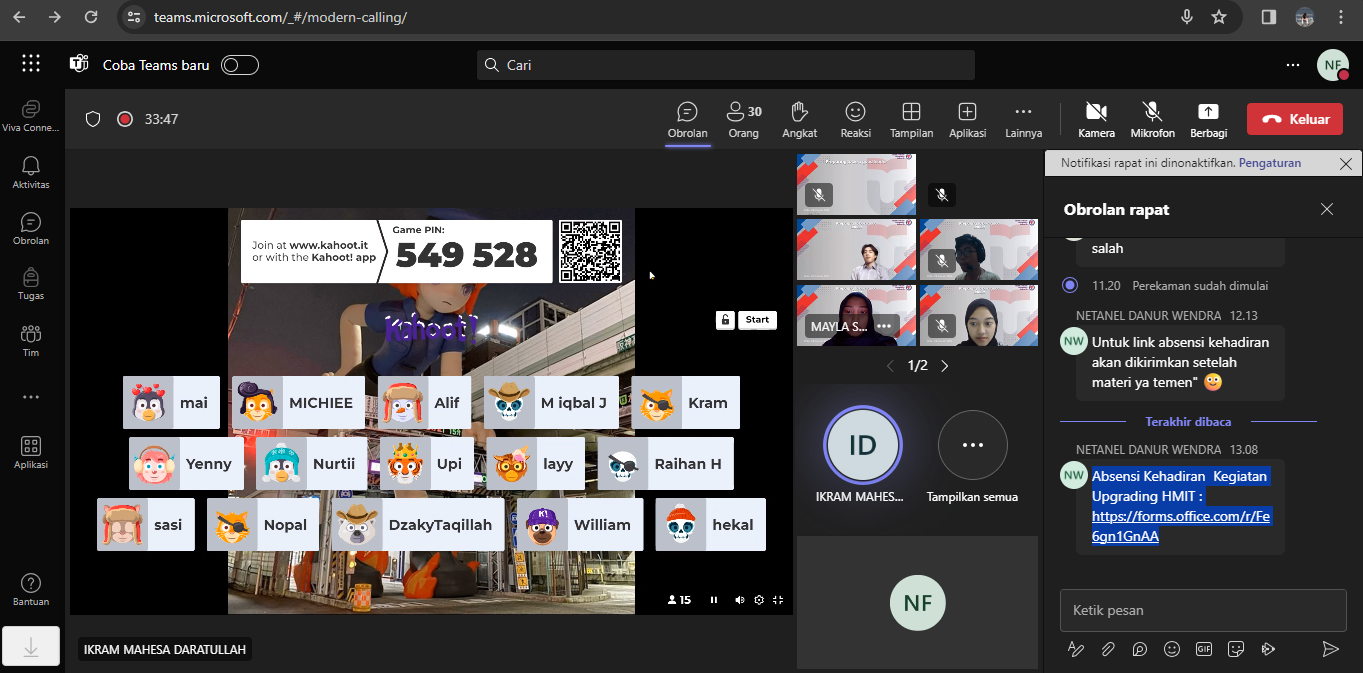 teams.microsoft.com/_#/modern-calling/
Coba Teams baru
Cari
NF
Viva Conne...
Aktivitas
Obrolan
Tugas
Tim
Aplikasi
Bantuan
33:47
Obrolan
30
Orang
Angkat
Reaksi
Tampilan
Aplikasi
Lainnya
Kamera
Mikrofon
Berbagi
Keluar
Join at www.kahoot.it
or with the Kahoot! app
Game PIN:
549 528
Kahoot!
Start
mai
MICHIEE
Alif
M iqbal J
Kram
Yenny
Nurtii
Upi
layy
Raihan H
sasi
Nopal
DzakyTaqillah
William
hekal
15
IKRAM MAHESA DARATULLAH
MAYLA S...
1/2
ID
IKRAM MAHES...
Tampilkan semua
NF
Notifikasi rapat ini dinonaktifkan. Pengaturan
Obrolan rapat
salah
11.20 Perekaman sudah dimulai
NETANEL DANUR WENDRA 12.13
NW
Untuk link absensi kehadiran
akan dikirimkan setelah
materi ya temen"
Terakhir dibaca
NETANEL DANUR WENDRA 13.08
NW
Absensi Kehadiran Kegiatan
Upgrading HMIT :
https://forms.office.com/r/Fe
6gn1GnAA
Ketik pesan
GIF